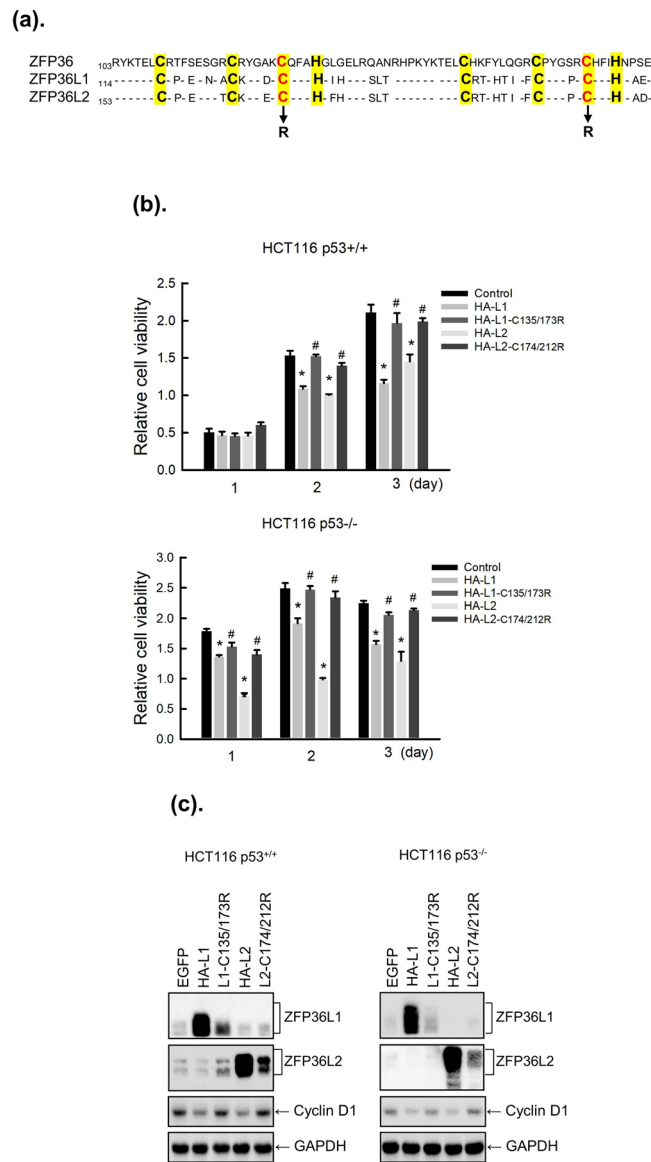 (a).
ZFP36 103RYKTELCRTFSESGRCRYGAKCQFAHGLGELRQANRHPKYKTELCHKFYLQGRCPYGSRCHFIHNPSE
ZFP36L1 114------C-P-E-N-ACK--D-C---H-IH---SLT----------CRT-HTI-FC---P-C---H-AE-
ZFP36L2 153------C-P-E--TCK--E-C---H-FH---SLT----------CRT-HTI-FC---P-C---H-AD-
R R
(b).
HCT116 p53+/+
Relative cell viability
2.5
2.0
1.5
1.0
0.5
0.0
* # * #
* # * #
Control
HA-L1
HA-L1-C135/173R
HA-L2
HA-L2-C174/212R
1 2 3 (day)
HCT116 p53-/-
Relative cell viability
3.0
2.5
2.0
1.5
1.0
0.5
0.0
* # * #
* # * #
* # * #
Control
HA-L1
HA-L1-C135/173R
HA-L2
HA-L2-C174/212R
1 2 3 (day)
(c).
HCT116 p53+/+ HCT116 p53-/-
EGFP HA-L1 L1-C135/173R HA-L2 L2-C174/212R EGFP HA-L1 L1-C135/173R HA-L2 L2-C174/212R
ZFP36L1 ZFP36L1
ZFP36L2 ZFP36L2
← Cyclin D1 ← Cyclin D1
← GAPDH ← GAPDH